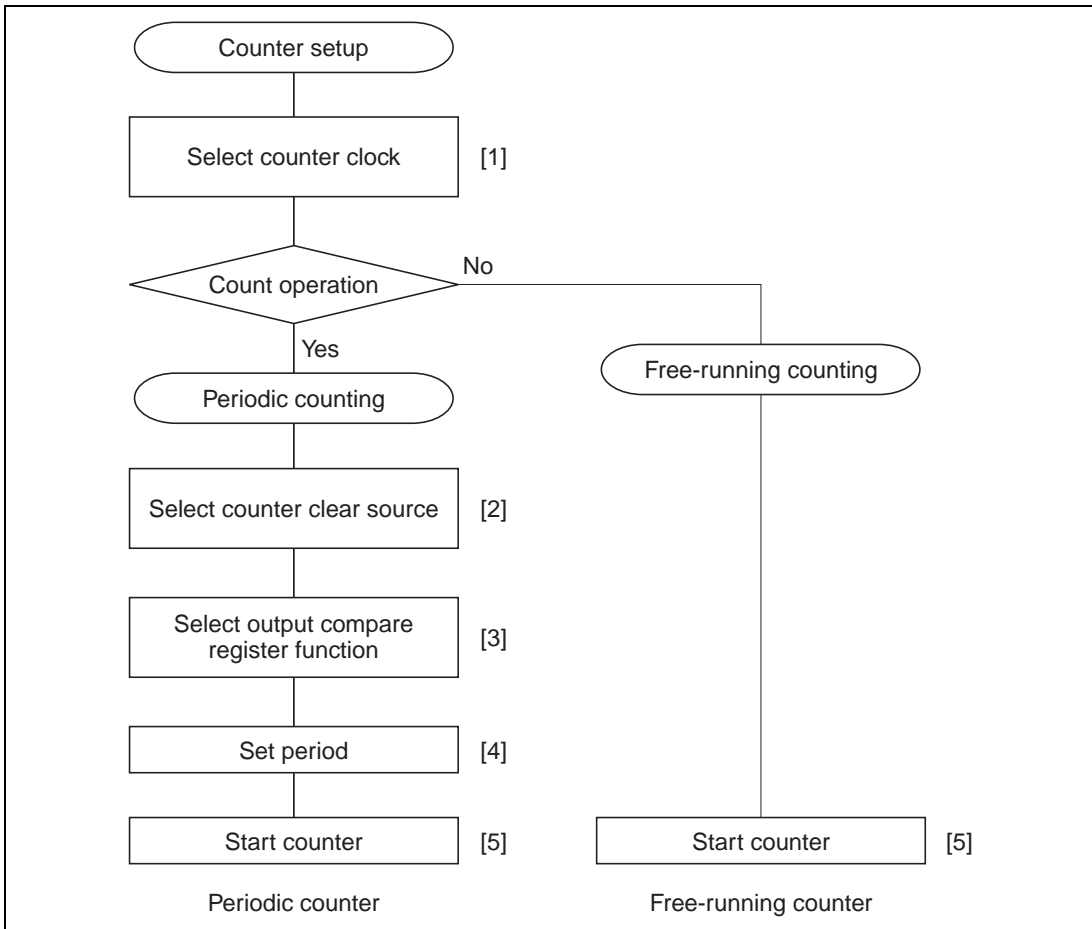 Counter setup
Select counter clock
[1]
Count operation
No
Yes
Periodic counting
Free-running counting
Select counter clear source
[2]
Select output compare
register function
[3]
Set period
[4]
Start counter
[5]
Start counter
[5]
Periodic counter
Free-running counter